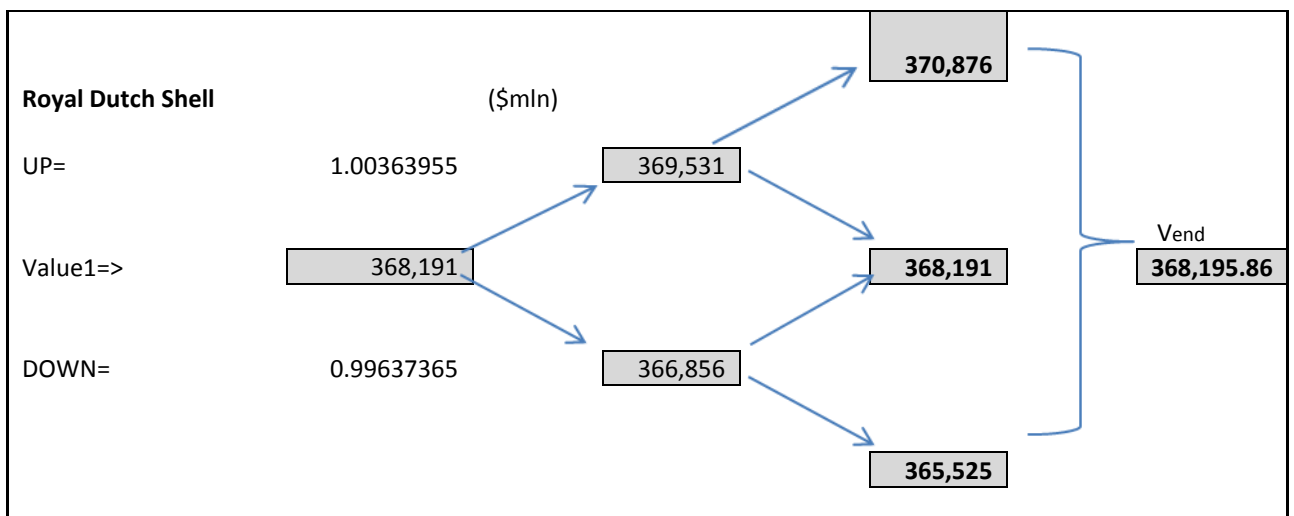 370,876
Royal Dutch Shell ($mln)
UP= 1.00363955 369,531
Vend
Value1=> 368,191 368,191 368,195.86
DOWN= 0.99637365 366,856
365,525